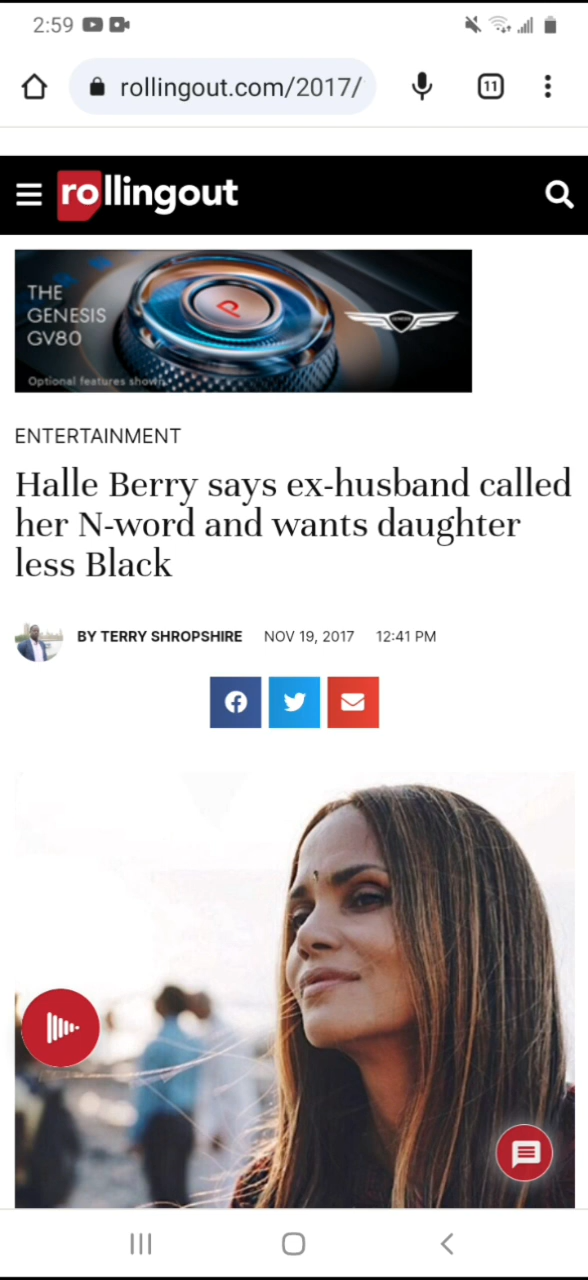 2:59
rollingout.com/2017/
11
rollingout
THE
GENESIS
GV80
Optional features shown.
P
GENESIS
ENTERTAINMENT
Halle Berry says ex-husband called
her N-word and wants daughter
less Black
BY TERRY SHROPSHIRE NOV 19, 2017 12:41 PM